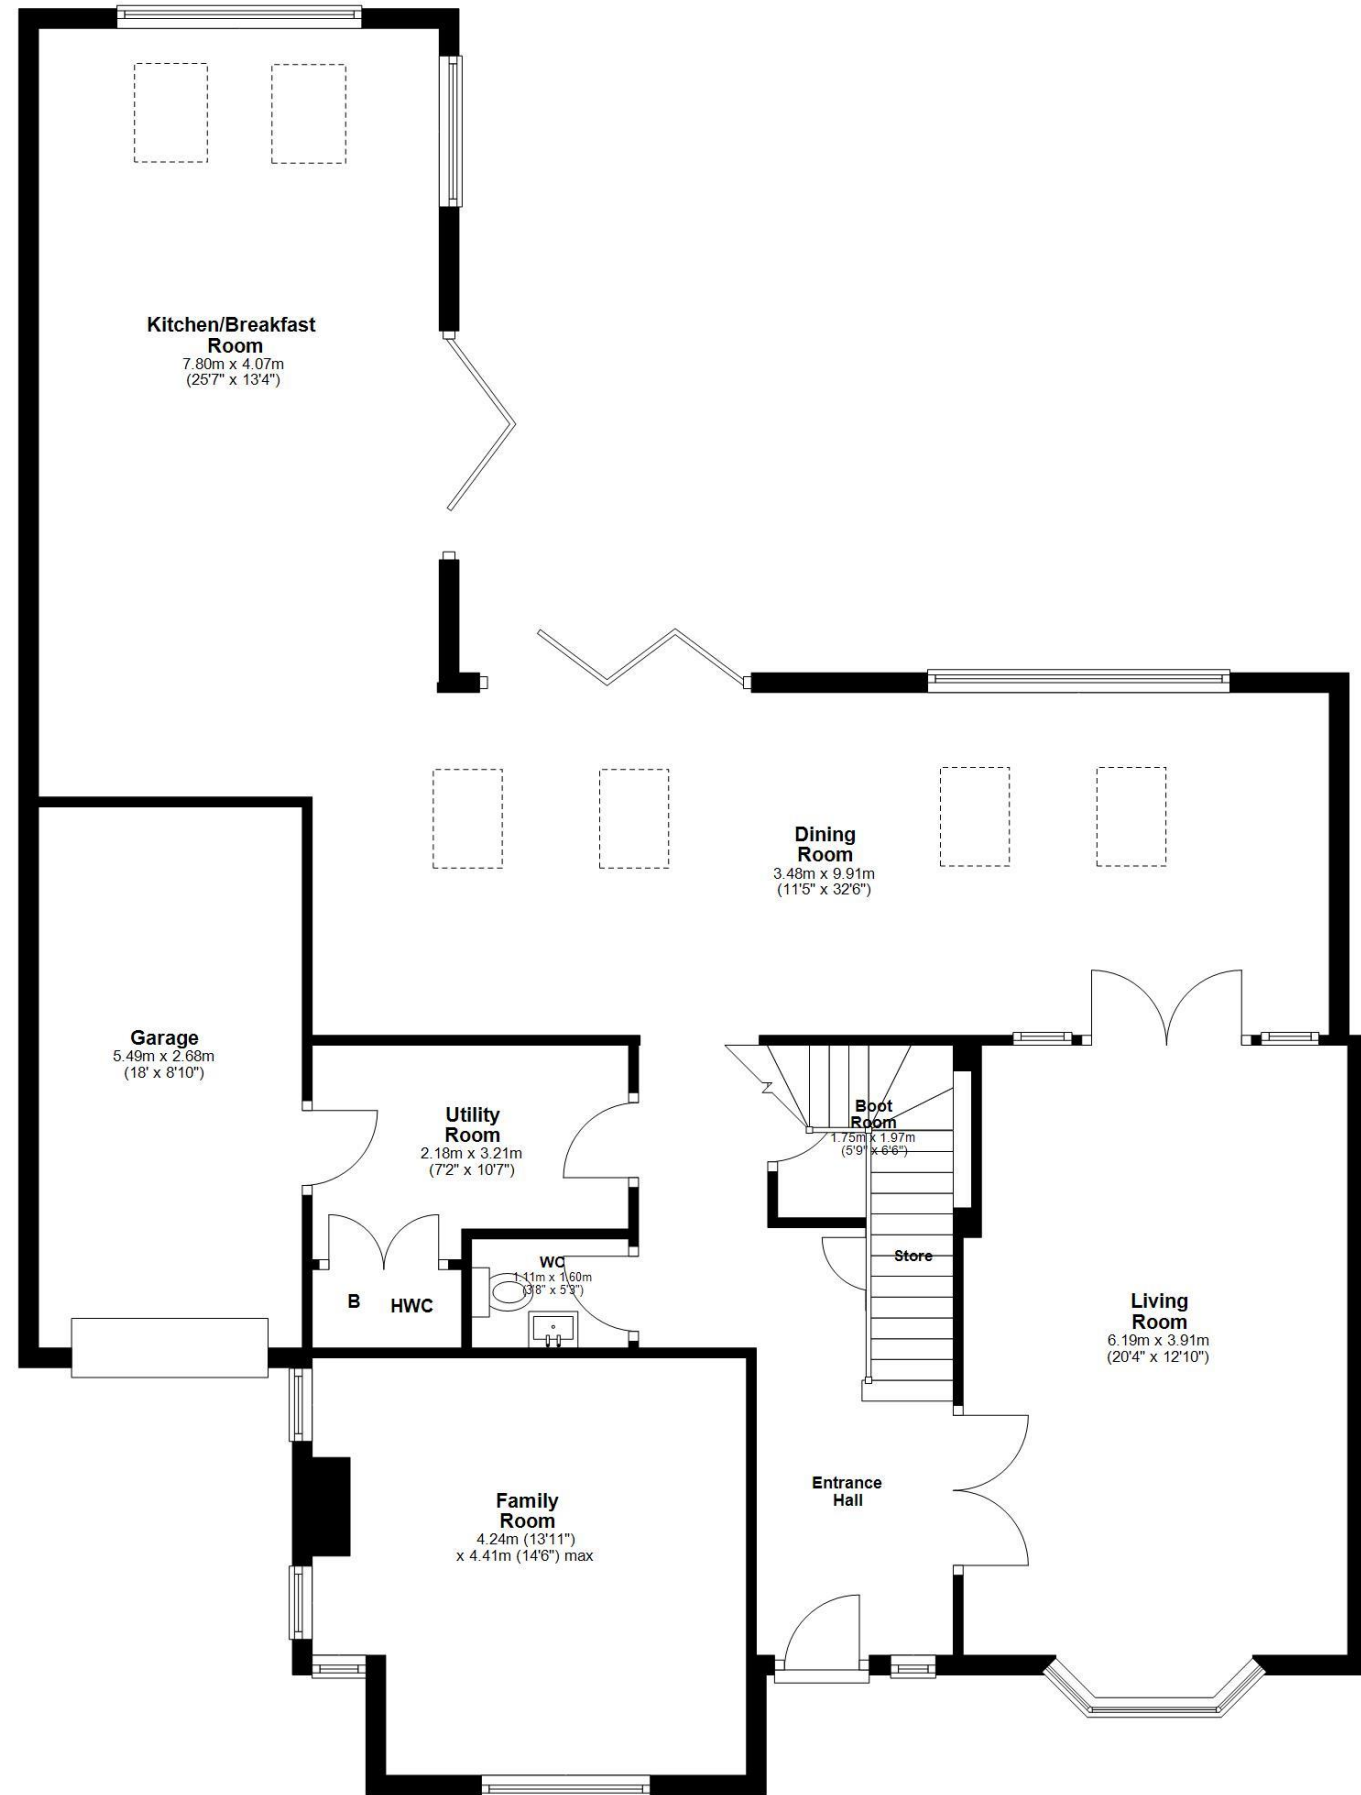 Kitchen/Breakfast
Room
7.80m x 4.07m
(25'7" x 13'4")
Dining
Room
3.48m x 9.91m
(11'5" x 32'6")
Garage
5.49m x 2.68m
(18' x 8'10")
Utility
Room
2.18m x 3.21m
(7'2" x 10'7")
Boot
Room
1.75m x 1.97m
(5'9" x 6'6")
WC
1.11m x 1.60m
(3'8" x 5'3")
Store
B
HWC
Living
Room
6.19m x 3.91m
(20'4" x 12'10")
Entrance
Hall
Family
Room
4.24m (13'11")
x 4.41m (14'6") max